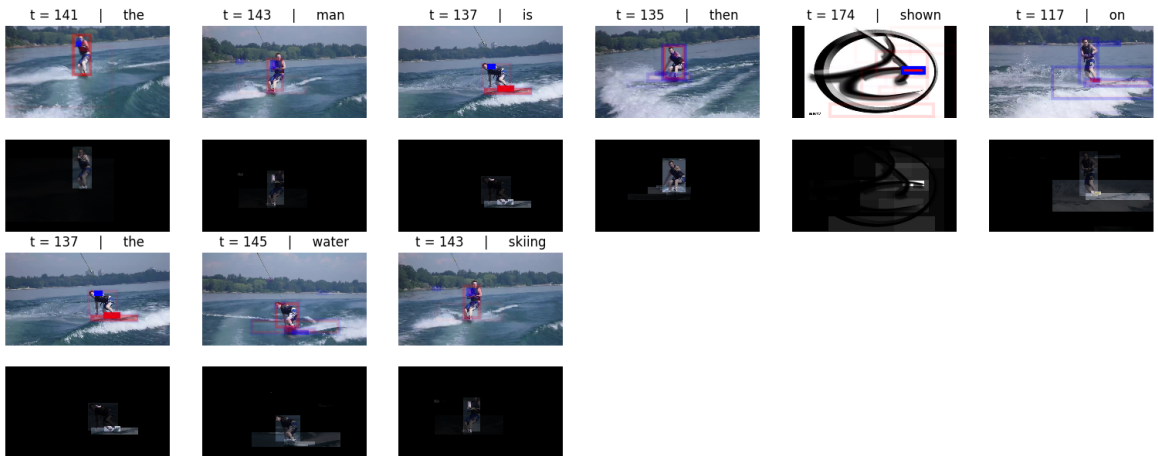 t = 141 | the
t = 143 | man
t = 137 | is
t = 135 | then
t = 174 | shown
t = 117 | on
t = 137 | the
t = 145 | water
t = 143 | skiing